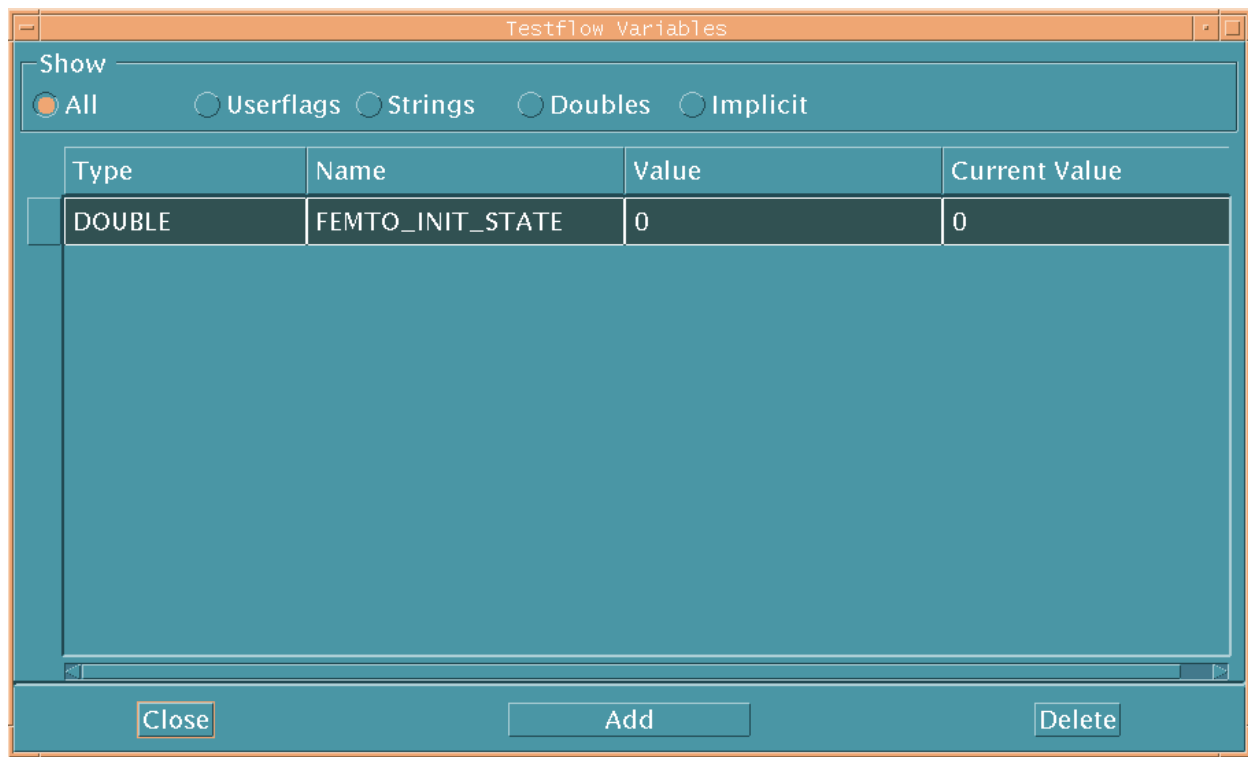 Testflow Variables
Show
All Userflags Strings Doubles Implicit
Type Name Value Current Value
DOUBLE FEMTO_INIT_STATE 0 0
Close Add Delete